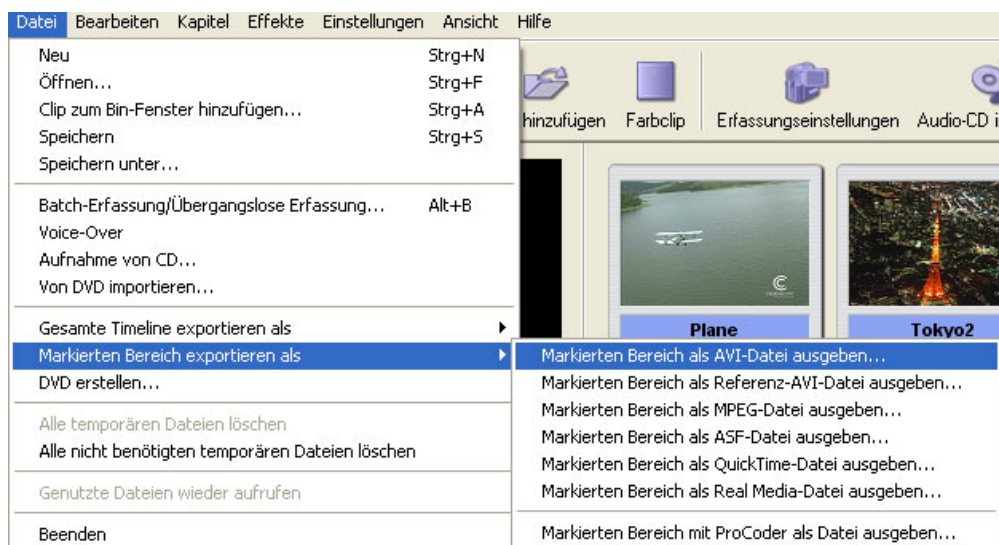 Datei Bearbeiten Kapitel Effekte Einstellungen Ansicht Hilfe
Neu Strg+N
Öffnen... Strg+F
Clip zum Bin-Fenster hinzufügen... Strg+A
Speichern Strg+S
Speichern unter...
Batch-Erfassung/Übergangslose Erfassung... Alt+B
Voice-Over
Aufnahme von CD...
Von DVD importieren...
Gesamte Timeline exportieren als
Markierten Bereich exportieren als
DVD erstellen...
Alle temporären Dateien löschen
Alle nicht benötigten temporären Dateien löschen
Genutzte Dateien wieder aufrufen
Beenden
hinzufügen Farbclip Erfassungseinstellungen Audio-CD i
Plane Tokyo2
Markierten Bereich als AVI-Datei ausgeben...
Markierten Bereich als Referenz-AVI-Datei ausgeben...
Markierten Bereich als MPEG-Datei ausgeben...
Markierten Bereich als ASF-Datei ausgeben...
Markierten Bereich als QuickTime-Datei ausgeben...
Markierten Bereich als Real Media-Datei ausgeben...
Markierten Bereich mit ProCoder als Datei ausgeben...